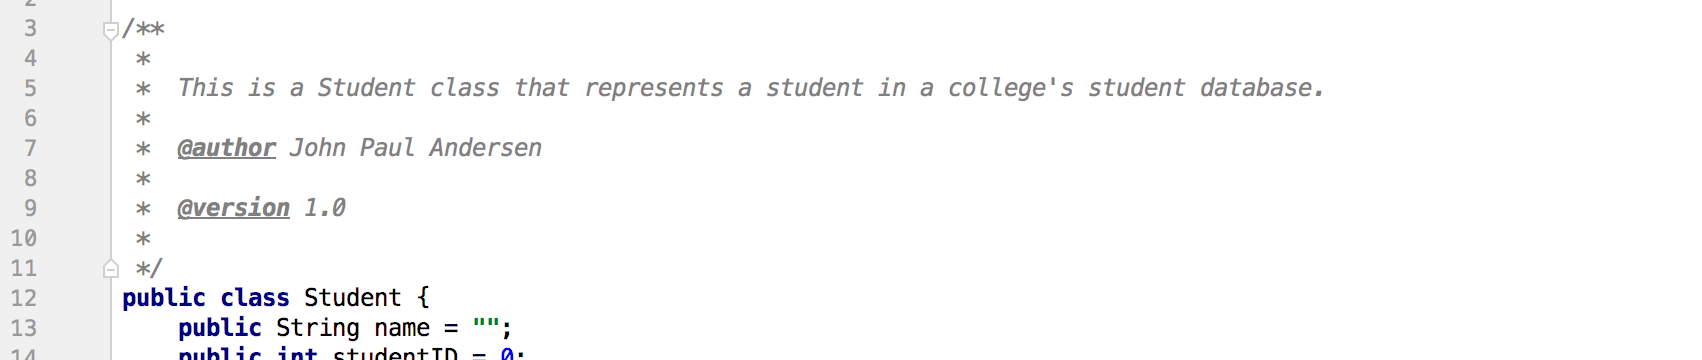 2
3 /**
4 *
5 * This is a Student class that represents a student in a college's student database.
6 *
7 * @author John Paul Andersen
8 *
9 * @version 1.0
10 *
11 */
12 public class Student {
13 public String name = "";
14 public int studentID = 0;